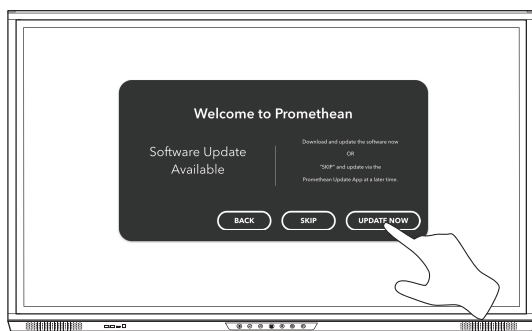 Welcome to Promethean
Software Update
Available
Download and update the software now
OR
"SKIP" and update via the
Promethean Update App at a later time.
BACK
SKIP
UPDATE NOW